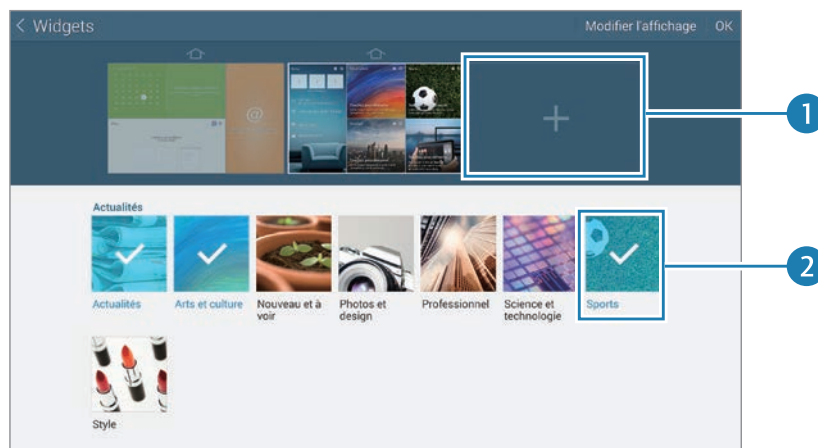 < Widgets
Modifier l'affichage OK
@
+
1
Actualités
Actualités
Arts et culture
Nouveau et à
voir
Photos et
design
Professionnel
Science et
technologie
Sports
2
Style